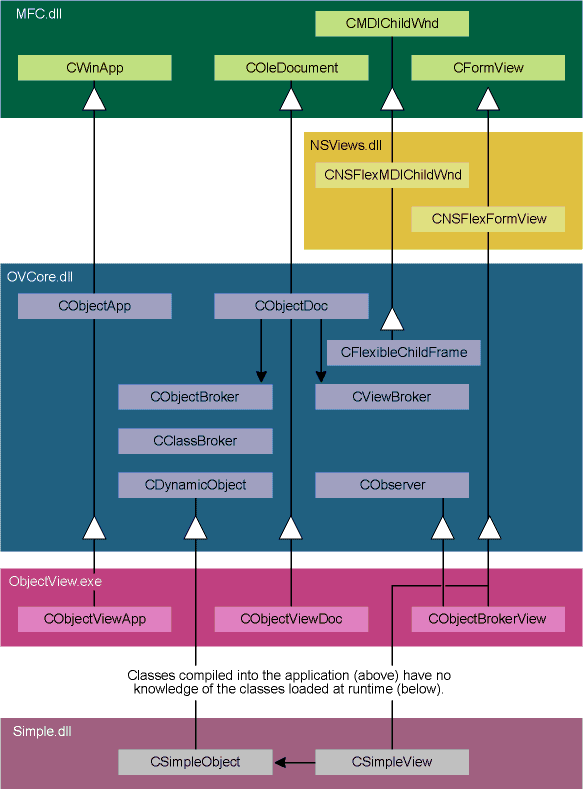 MFC.dll
CMDIChildWnd
CWinApp
COleDocument
CFormView
NSViews.dll
CNSFlexMDIChildWnd
CNSFlexFormView
OVCore.dll
CObjectApp
CObjectDoc
CFlexibleChildFrame
CObjectBroker
CViewBroker
CClassBroker
CDynamicObject
CObserver
ObjectView.exe
CObjectViewApp
CObjectViewDoc
CObjectBrokerView
Classes compiled into the application (above) have no
knowledge of the classes loaded at runtime (below).
Simple.dll
CSimpleObject
CSimpleView